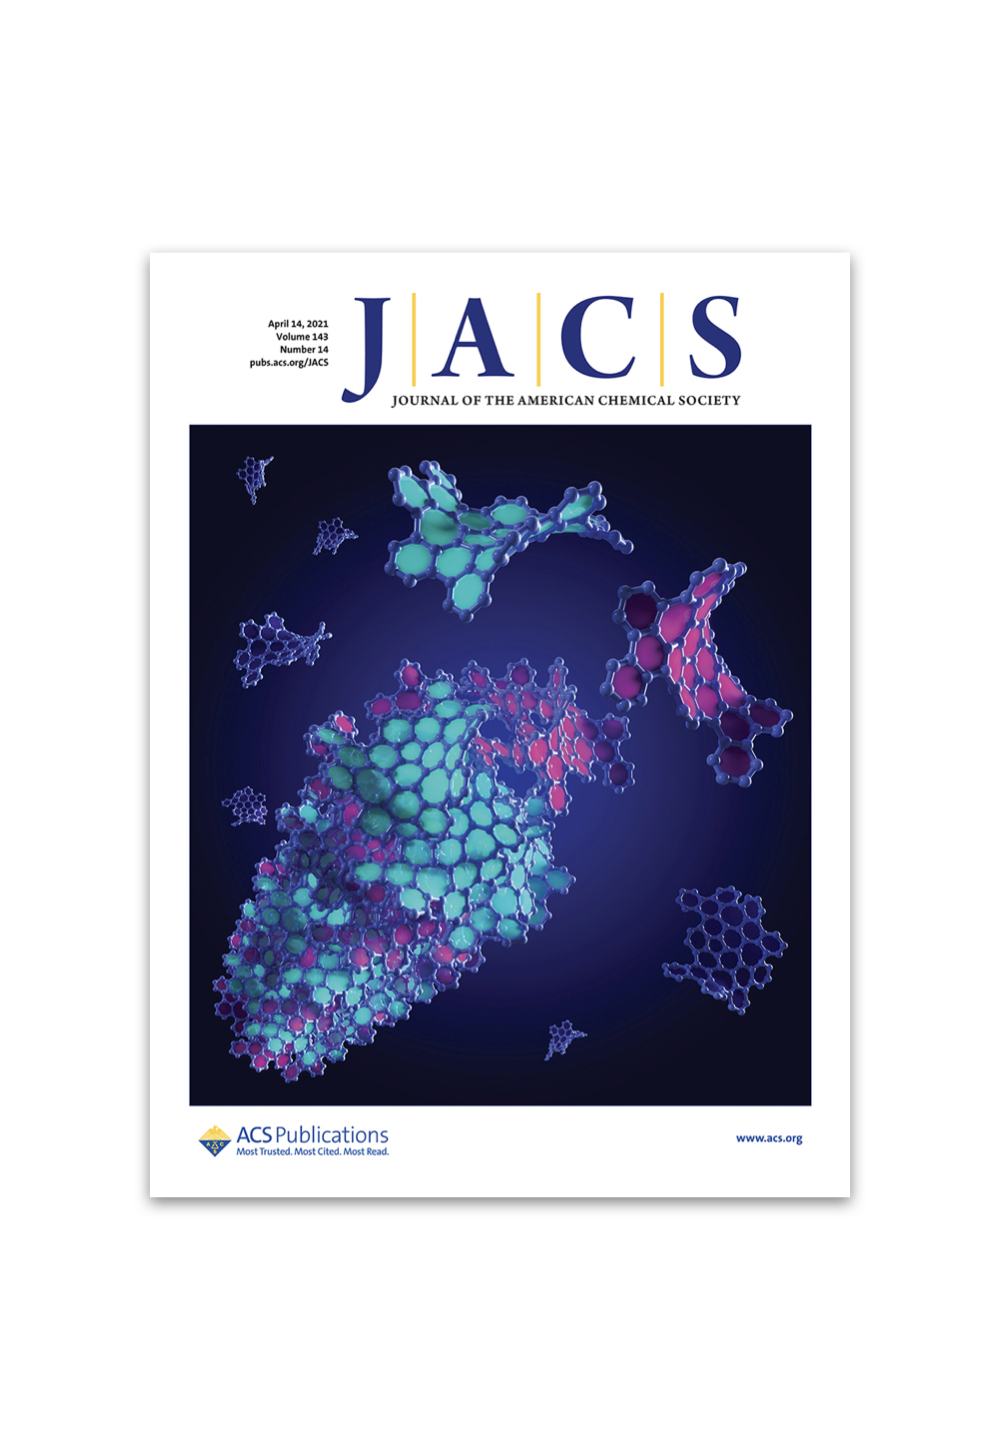 April 14, 2021
Volume 143
Number 14
pubs.acs.org/JACS
J|A|C|S
JOURNAL OF THE AMERICAN CHEMICAL SOCIETY
ACS Publications
Most Trusted. Most Cited. Most Read.
www.acs.org